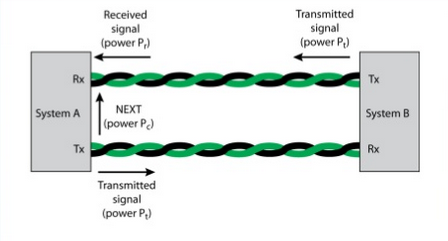 Received
signal
(power Pr)
Transmitted
signal
(power Pt)
Rx
Tx
System A
NEXT
(power Pc)
System B
Tx
Rx
Transmitted
signal
(power Pt)